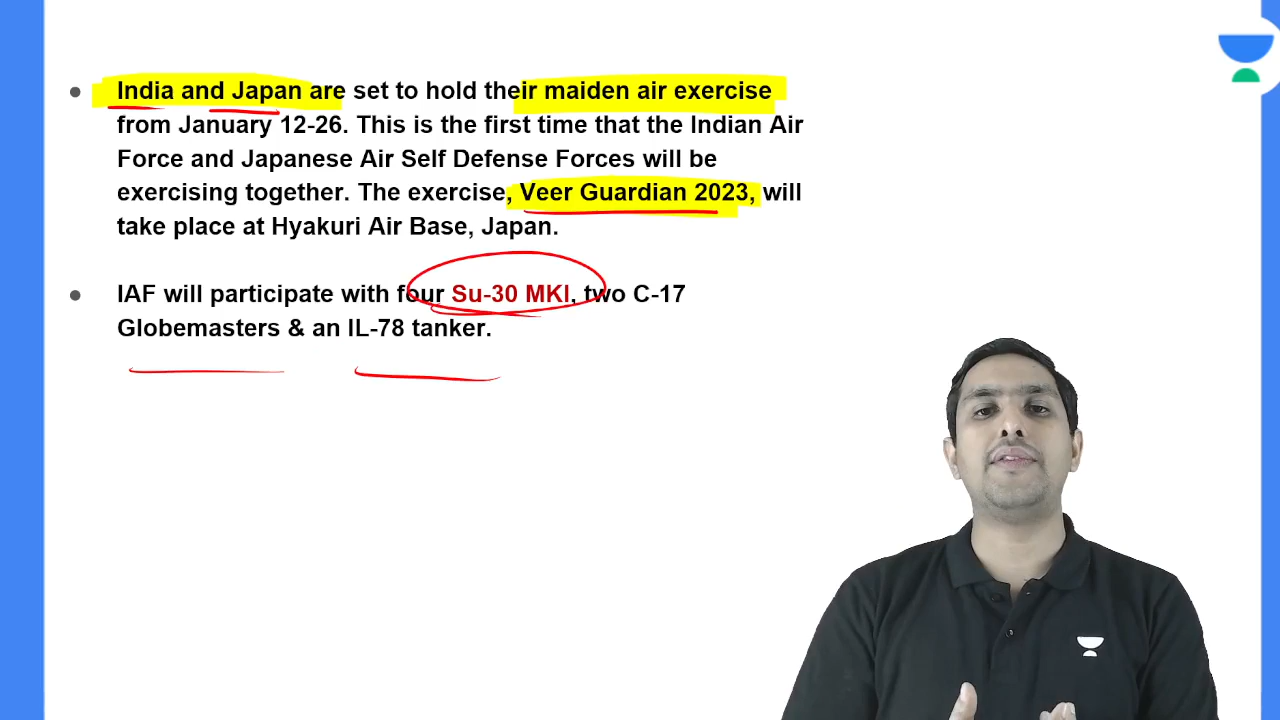 India and Japan are set to hold their maiden air exercise
from January 12-26. This is the first time that the Indian Air
Force and Japanese Air Self Defense Forces will be
exercising together. The exercise, Veer Guardian 2023, will
take place at Hyakuri Air Base, Japan.
IAF will participate with four Su-30 MKI, two C-17
Globemasters & an IL-78 tanker.